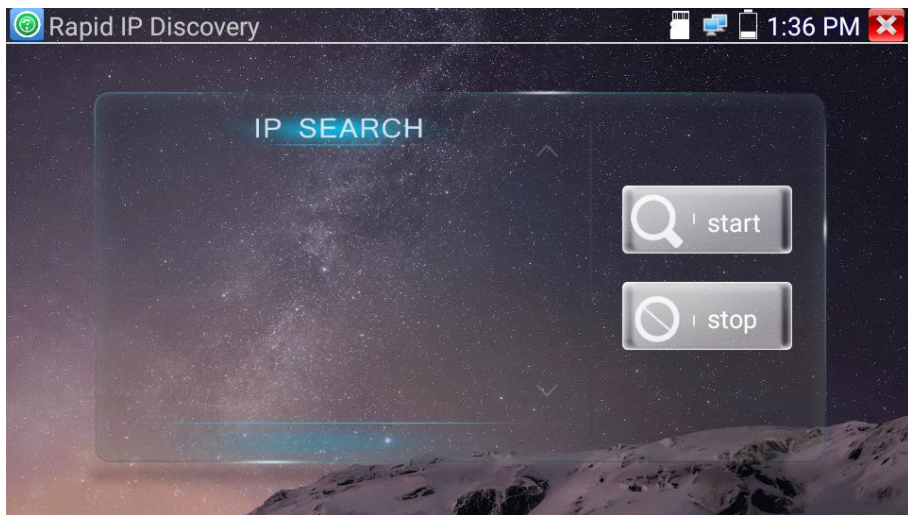 Rapid IP Discovery
1:36 PM
IP SEARCH
start
stop